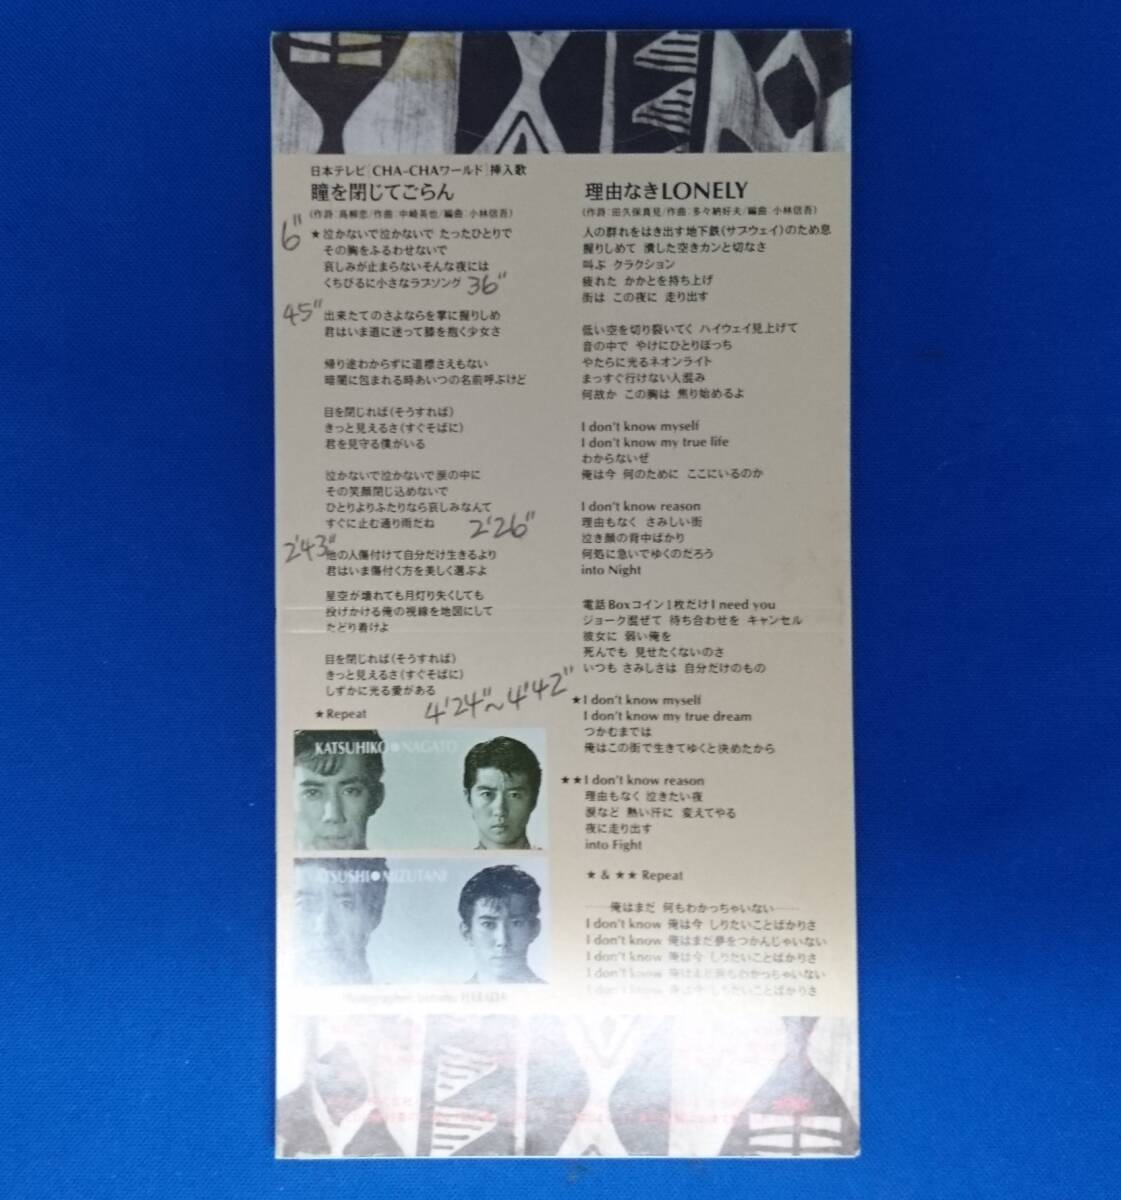 日本テレビ「CHA-CHAワールド」挿入歌
瞳を閉じてごらん
(作詩:高柳恋/作曲:中崎英也/編曲:小林信吾)
6"
★泣かないで泣かないで たったひとりで
その胸をふるわせないで
哀しみが止まらないそんな夜には
くちびるに小さなラブソング
36"
45"
出来たてのさよならを掌に握りしめ
君はいま道に迷って膝を抱く少女さ
帰り途わからずに道標さえもない
暗闇に包まれる時あいつの名前呼ぶけど
目を閉じれば(そうすれば)
きっと見えるさ(すぐそばに)
君を見守る僕がいる
泣かないで泣かないで涙の中に
その笑顔閉じ込めないで
ひとりよりふたりなら哀しみなんて
すぐに止む通り雨だね
2'26"
2'43"
他の人傷付けて自分だけ生きるより
君はいま傷付く方を美しく選ぶよ
星空が壊れても月灯り失くしても
投げかける俺の視線を地図にして
たどり着けよ
目を閉じれば(そうすれば)
きっと見えるさ(すぐそばに)
しずかに光る愛がある
★Repeat
4'24"~4'42"
KATSUHIKO●NAGATO
ATSUSHI●MIZUTANI
理由なきLONELY
(作詩:田久保真見/作曲:多々納好夫/編曲:小林信吾)
人の群れをはき出す地下鉄(サブウェイ)のため息
握りしめて 潰した空きカンと切なさ
叫ぶ クラクション
疲れた かかとを持ち上げ
街は この夜に 走り出す
低い空を切り裂いてく ハイウェイ見上げて
音の中で やけにひとりぼっち
やたらに光るネオンライト
まっすぐ行けない人混み
何故か この胸は 焦り始めるよ
I don't know myself
I don't know my true life
わからないぜ
俺は今 何のために ここにいるのか
I don't know reason
理由もなく さみしい街
泣き顔の背中ばかり
何処に急いでゆくのだろう
into Night
電話Boxコイン1枚だけI need you
ジョーク混ぜて 待ち合わせを キャンセル
彼女に 弱い俺を
死んでも 見せたくないのさ
いつも さみしさは 自分だけのもの
★I don't know myself
I don't know my true dream
つかむまでは
俺はこの街で生きてゆくと決めたから
★★I don't know reason
理由もなく 泣きたい夜
涙など 熱い汗に 変えてやる
夜に走り出す
into Fight
★ & ★★ Repeat
――俺はまだ 何もわかっちゃいない――
I don't know 俺は今 しりたいことばかりさ
I don't know 俺はまだ夢をつかんじゃいない
I don't know 俺は今 しりたいことばかりさ
I don't know 俺はまだ何もわかっちゃいない
I don't know 俺は今 しりたいことばかりさ